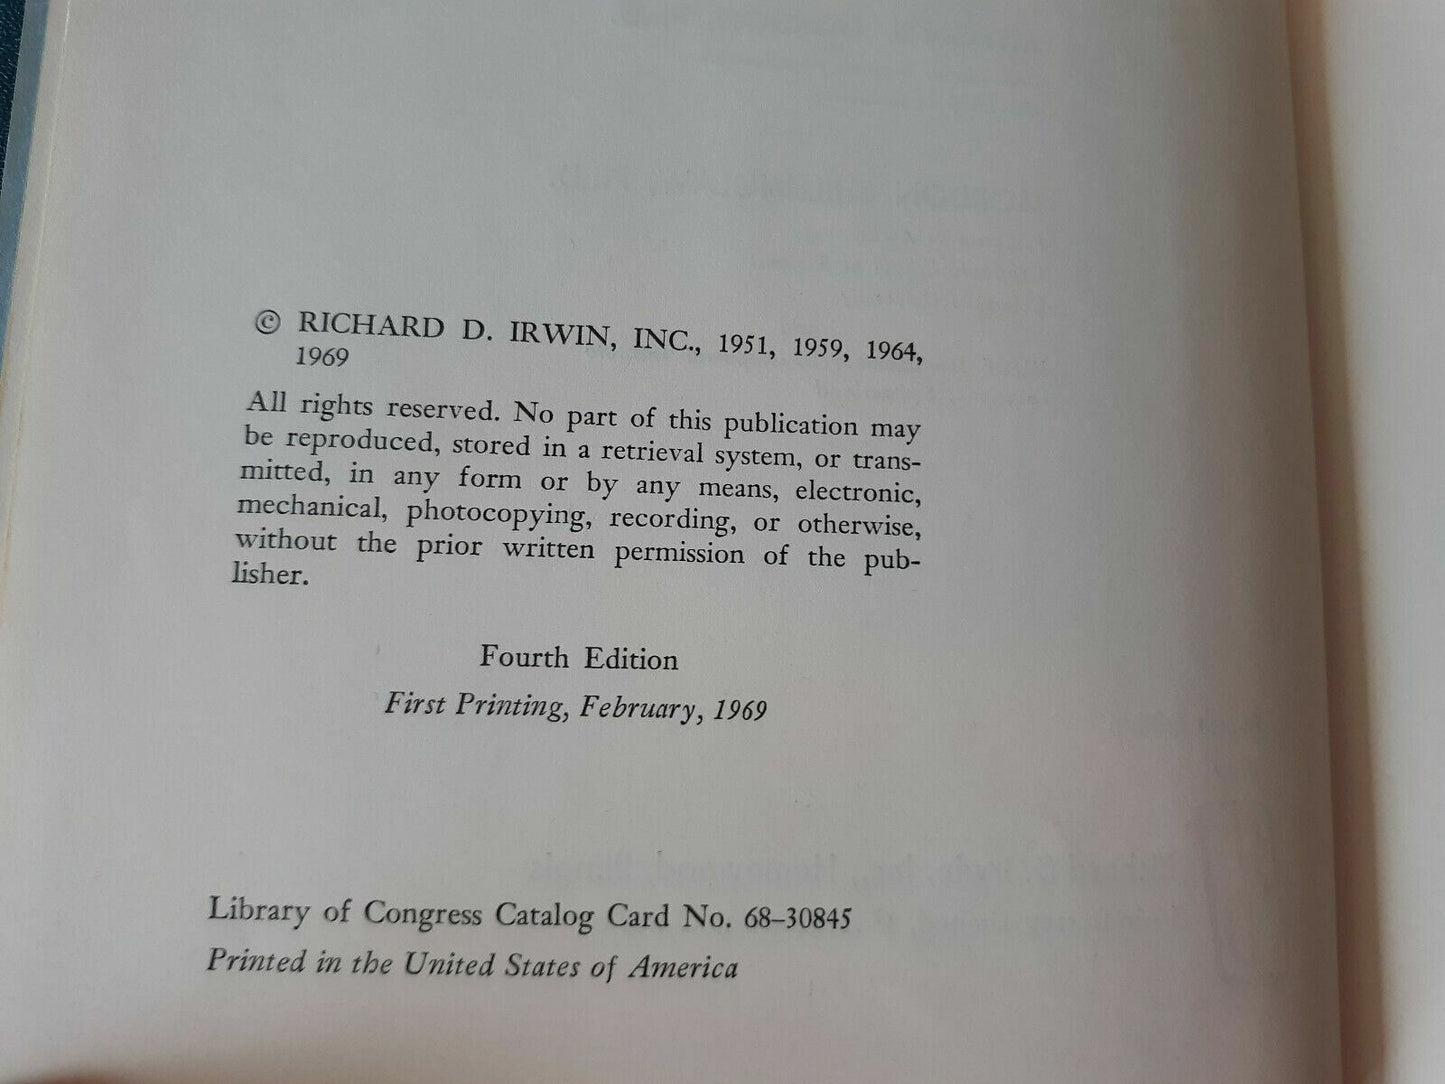 © RICHARD D. IRWIN, INC., 1951, 1959, 1964,
1969
All rights reserved. No part of this publication may
be reproduced, stored in a retrieval system, or trans-
mitted, in any form or by any means, electronic,
mechanical, photocopying, recording, or otherwise,
without the prior written permission of the pub-
lisher.
Fourth Edition
First Printing, February, 1969
Library of Congress Catalog Card No. 68–30845
Printed in the United States of America